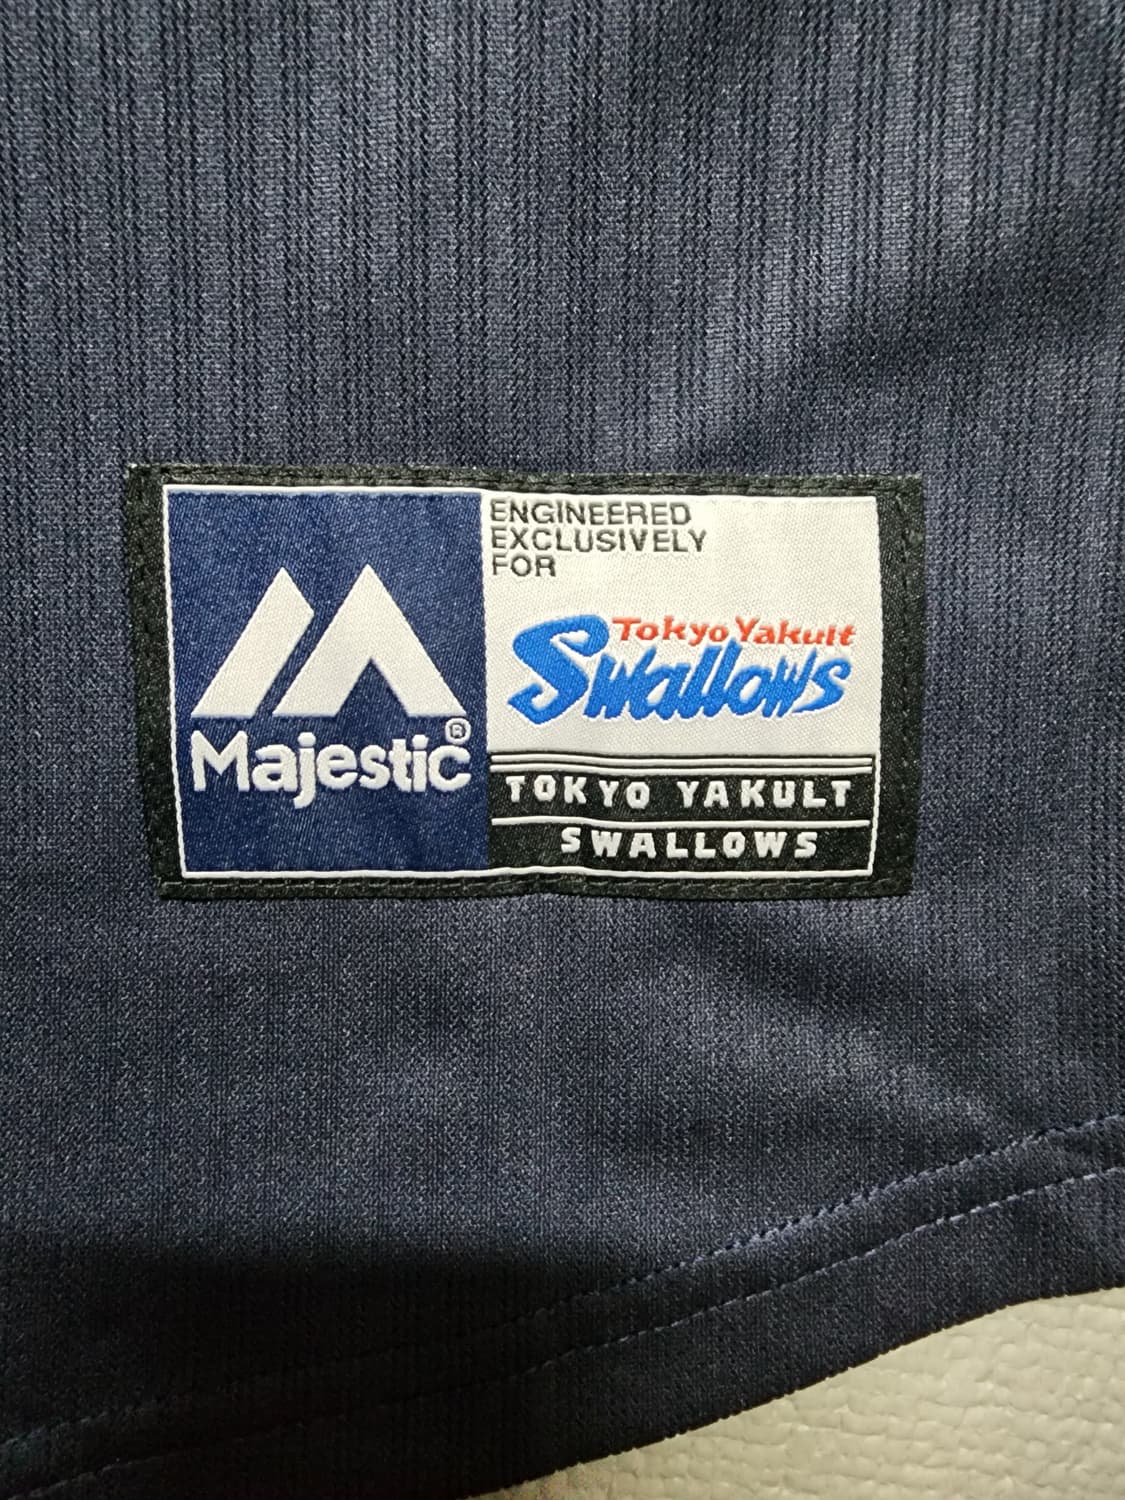 Majestic®
ENGINEERED
EXCLUSIVELY
FOR
Tokyo Yakult
Swallows
TOKYO YAKULT
SWALLOWS